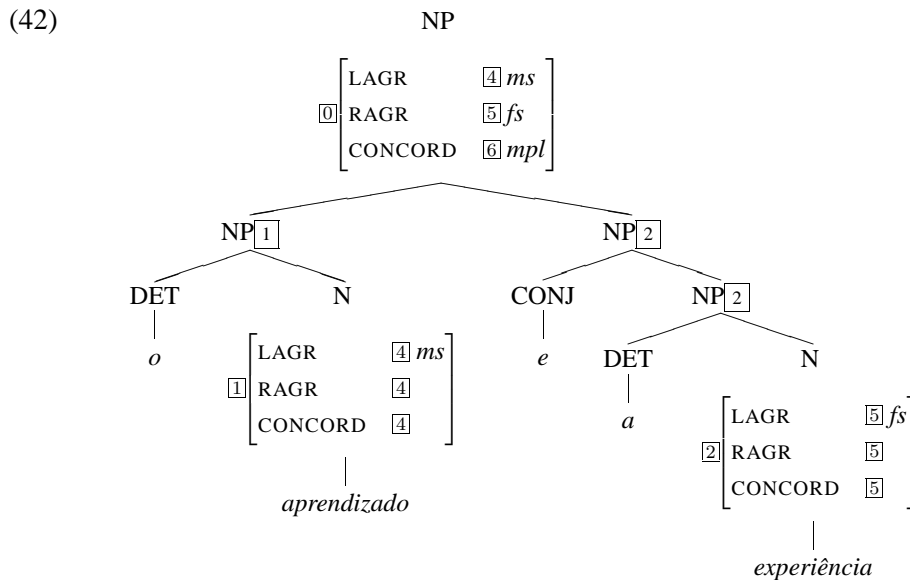 (42) NP
LAGR 4 ms
0 RAGR 5 fs
CONCORD 6 mpl
NP 1 NP 2
DET N CONJ NP 2
o LAGR 4 ms e DET N
1 RAGR 4
CONCORD 4 a LAGR 5 fs
2 RAGR 5
aprendizado CONCORD 5
experiência